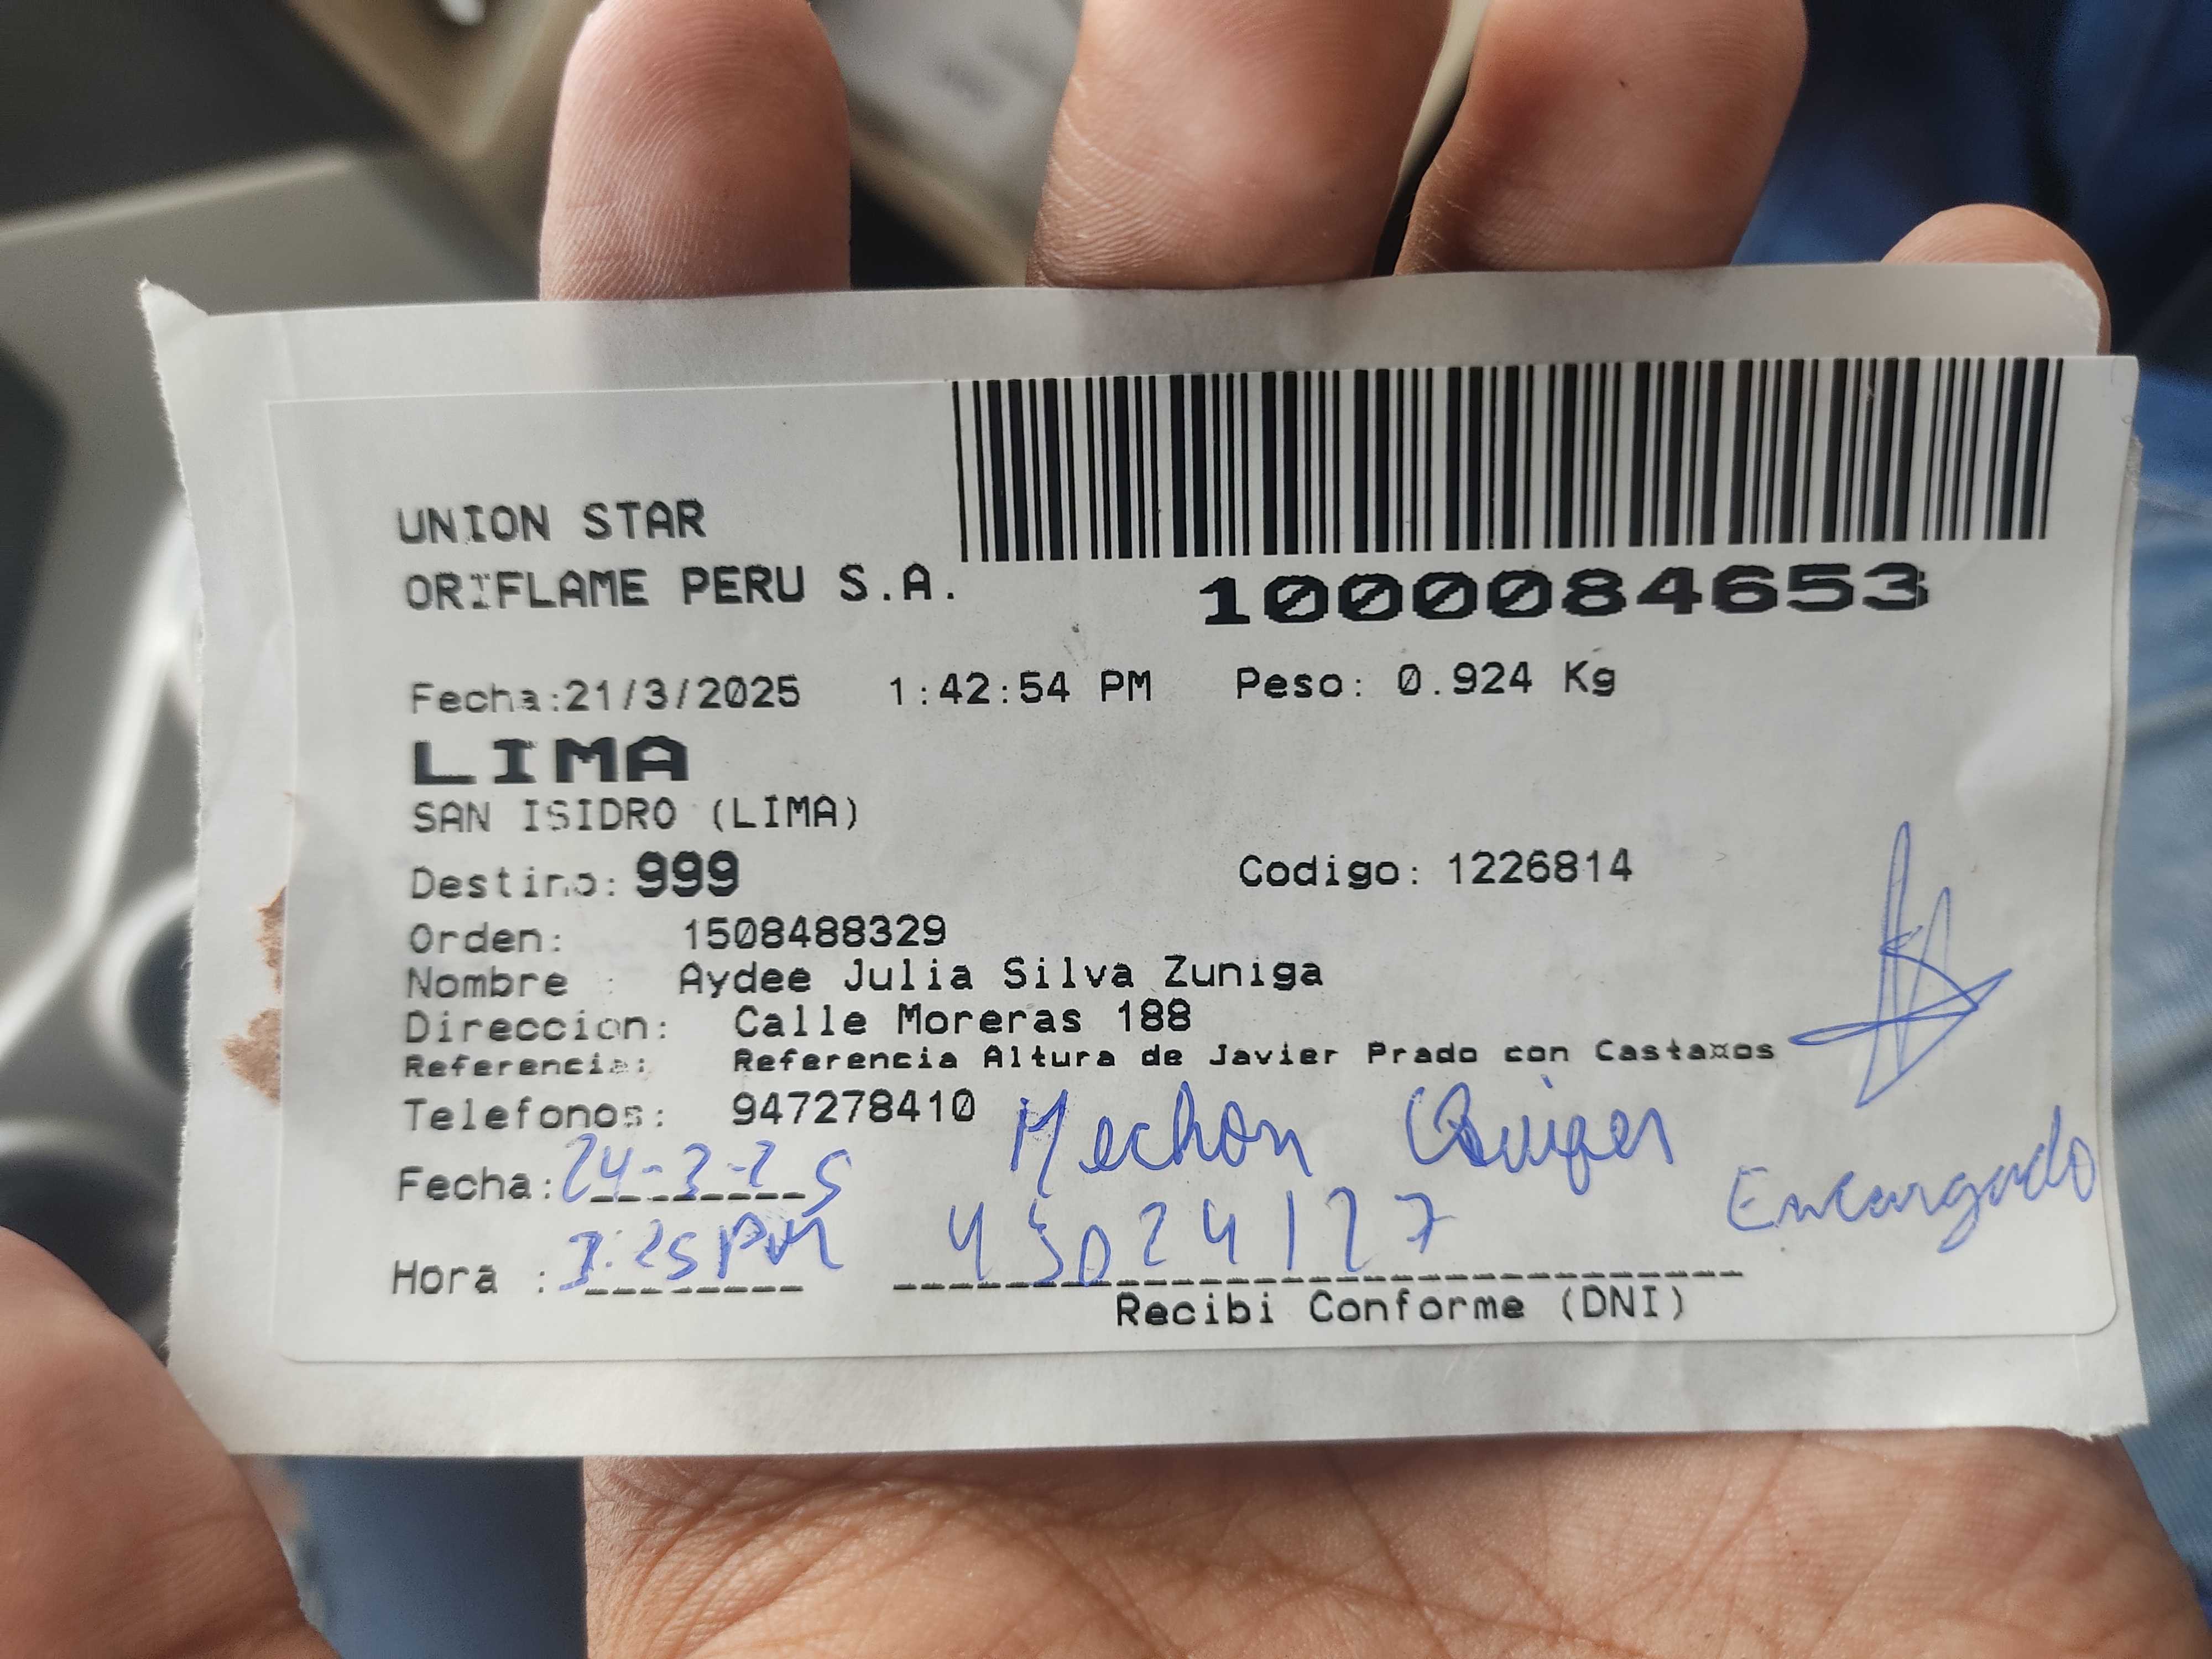 UNION STAR
ORIFLAME PERU S.A.
1000084653
Fecha:21/3/2025 1:42:54 PM Peso: 0.924 Kg
LIMA
SAN ISIDRO (LIMA)
Destino: 999 Codigo: 1226814
Orden: 1508488329
Nombre : Aydee Julia Silva Zuniga
Direccion: Calle Moreras 188
Referencia: Referencia Altura de Javier Prado con Casta¤os
Telefonos: 947278410
Mechon
Fecha: 24-3-25
Encargado
Hora : 3:25 PM 45024127
Recibi Conforme (DNI)